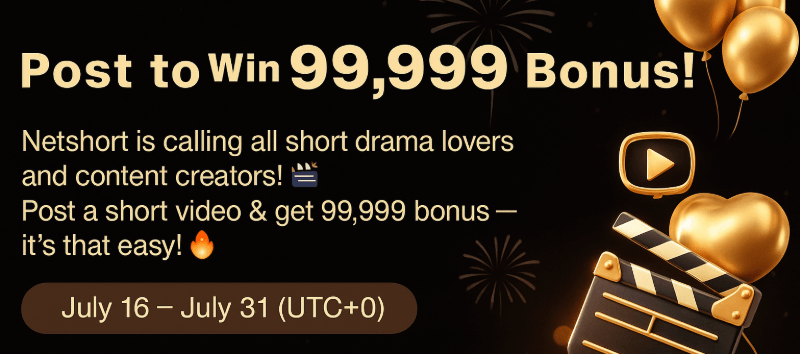 Post to Win 99,999 Bonus!
Netshort is calling all short drama lovers
and content creators! 🎬
Post a short video & get 99,999 bonus —
it's that easy! 🔥
July 16 – July 31 (UTC+0)